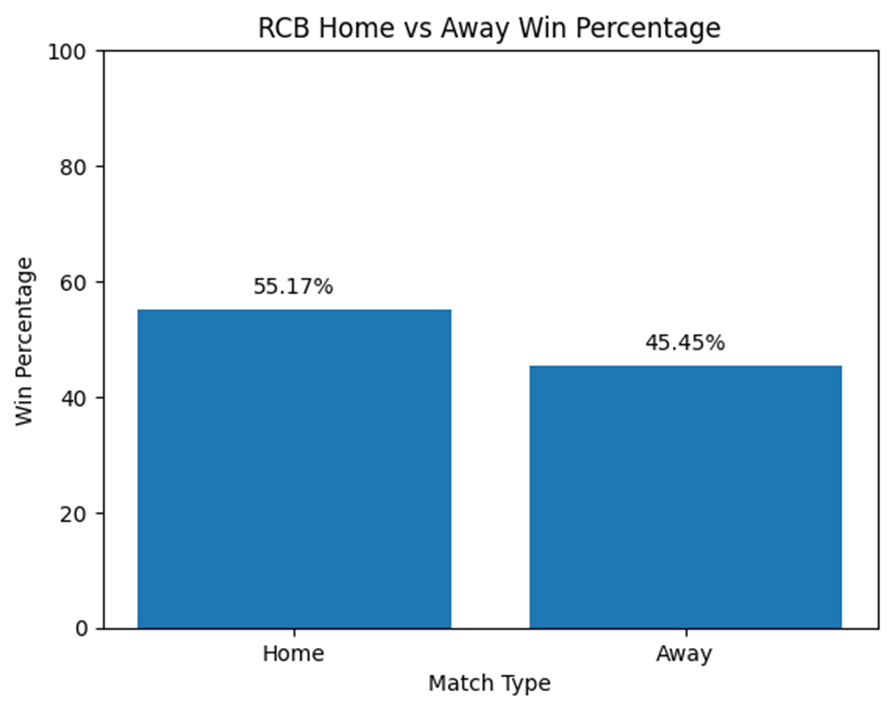 RCB Home vs Away Win Percentage
100
80
60
40
20
0
Win Percentage
55.17%
45.45%
Home
Away
Match Type